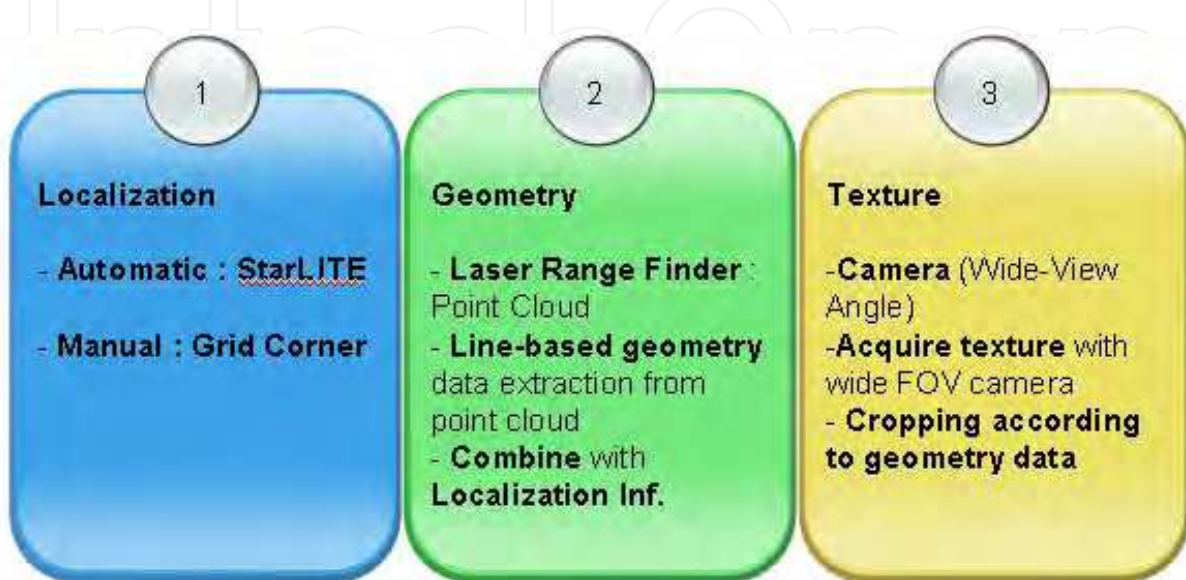 1
Localization
- Automatic : StarLITE
- Manual : Grid Corner
2
Geometry
- Laser Range Finder :
Point Cloud
- Line-based geometry
data extraction from
point cloud
- Combine with
Localization Inf.
3
Texture
-Camera (Wide-View
Angle)
-Acquire texture with
wide FOV camera
- Cropping according
to geometry data